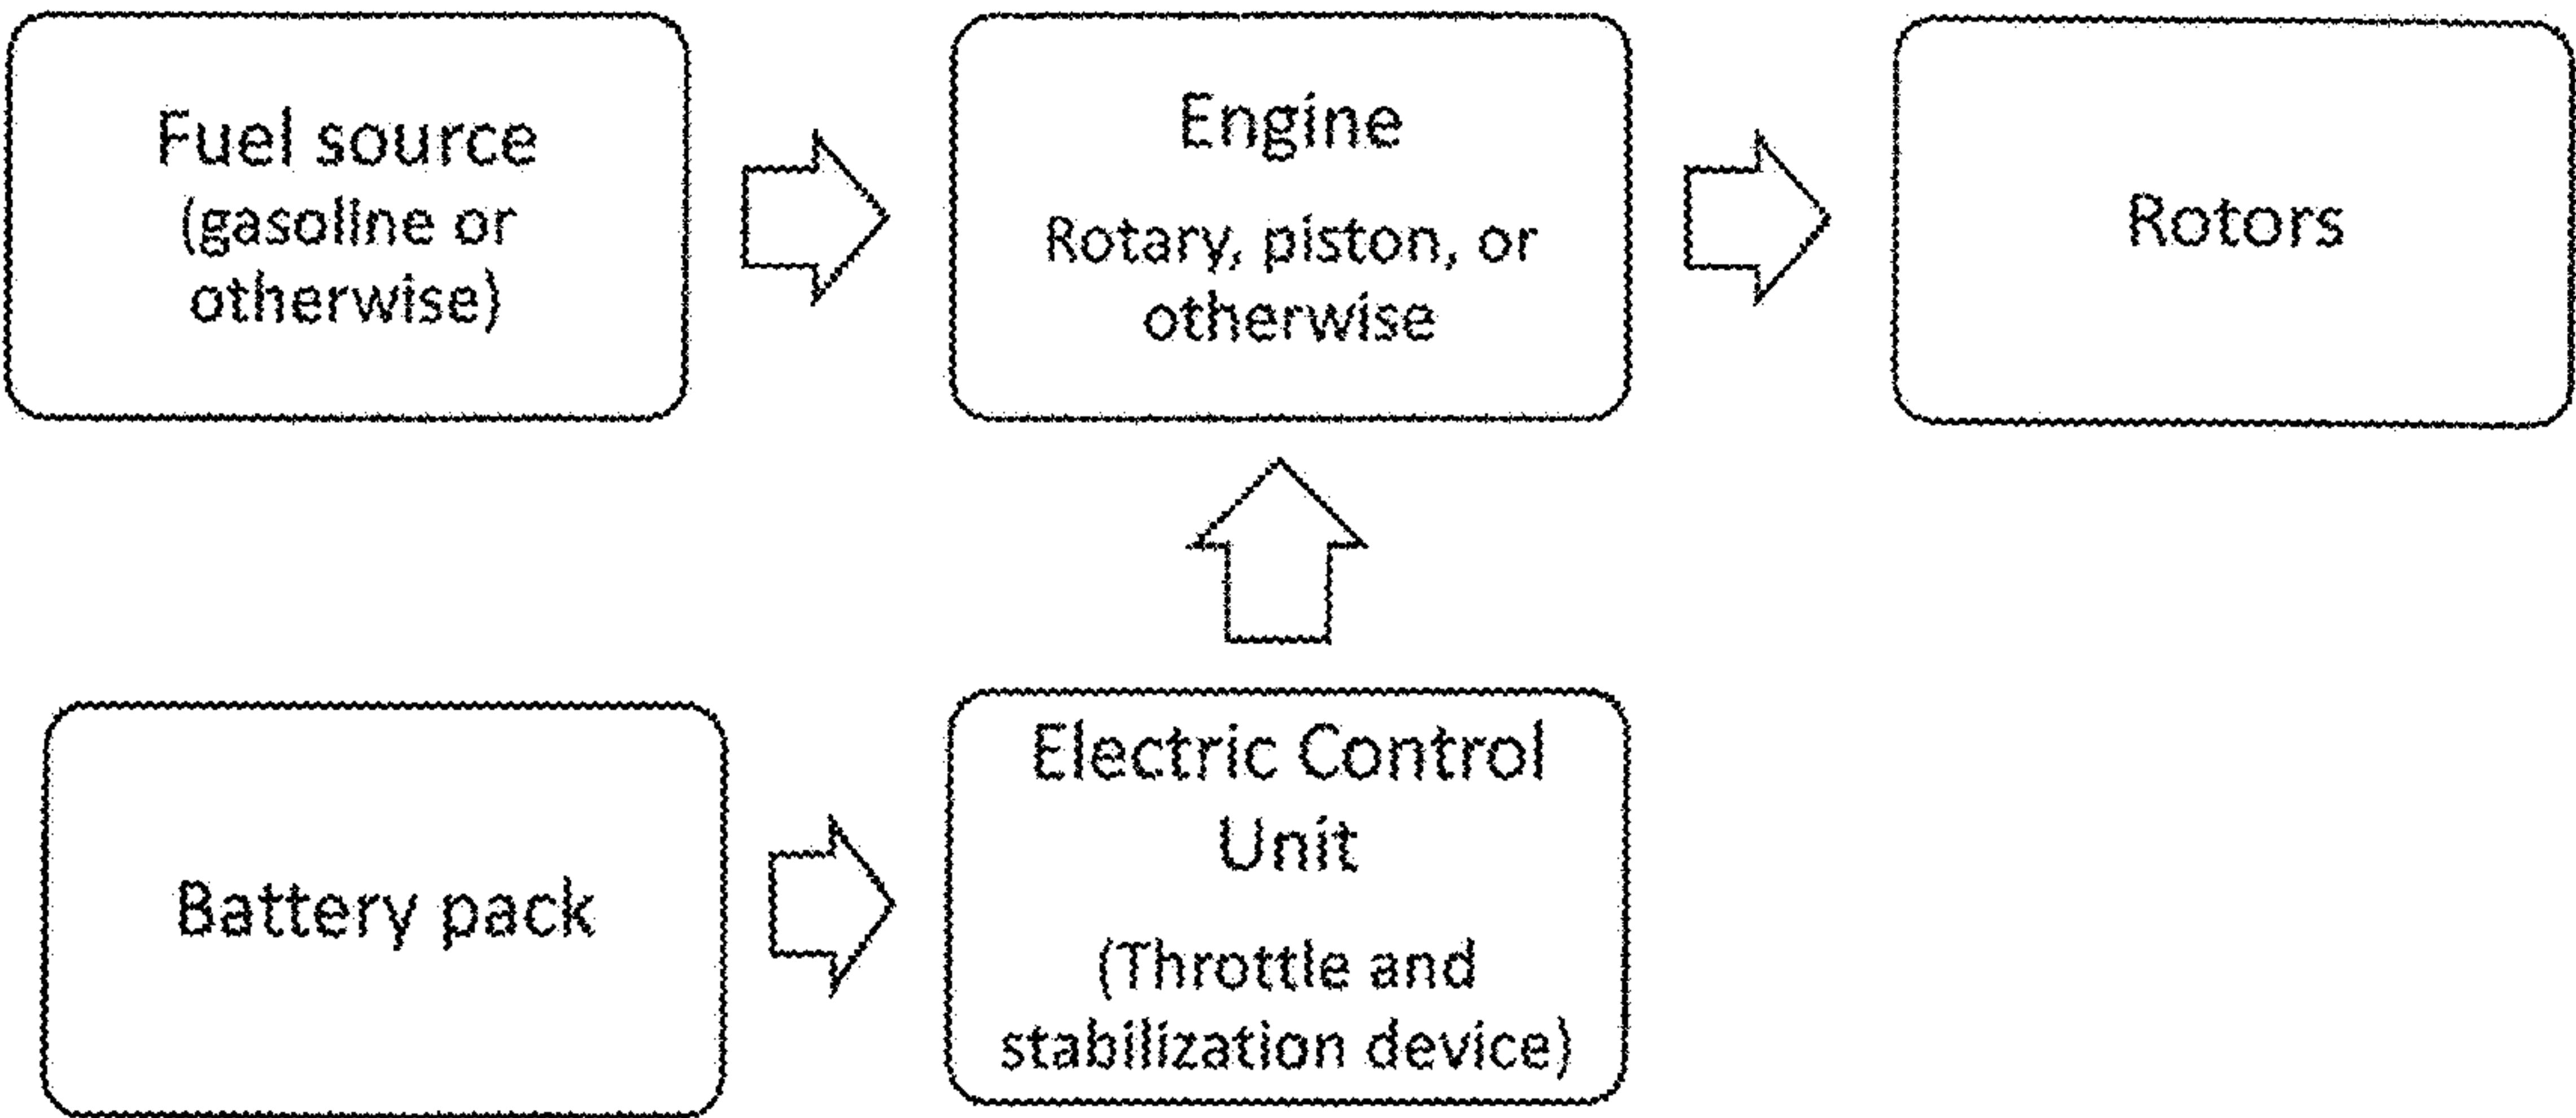 Fuel source
(gasoline or
otherwise)
Engine
Rotary, piston, or
otherwise
Rotors
Battery pack
Electric Control
Unit
(Throttle and
stabilization device)